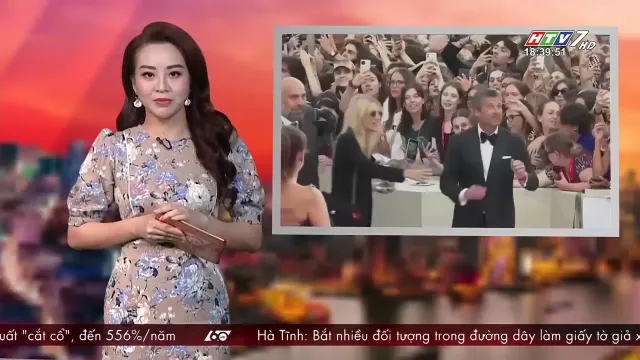 HTV7 HD
18:39:51
uất "cắt cổ", đến 556%/năm
60
Hà Tĩnh: Bắt nhiều đối tượng trong đường dây làm giấy tờ giả x